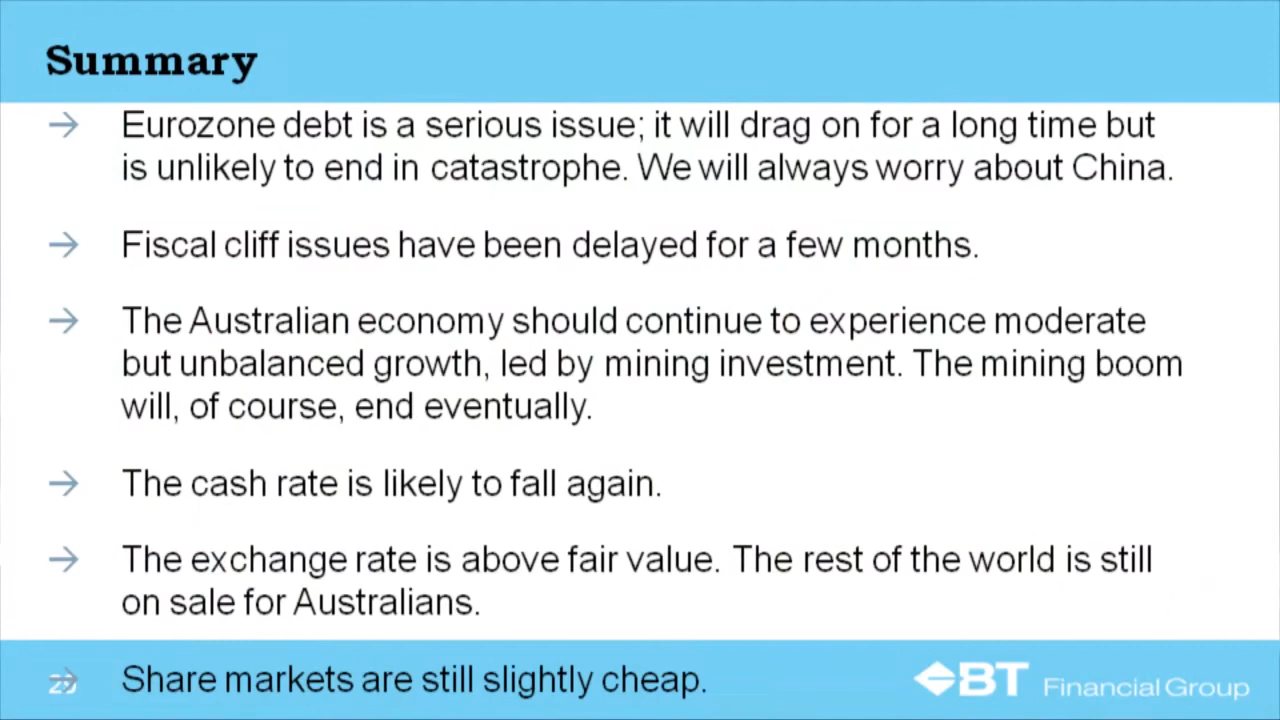 Summary
→ Eurozone debt is a serious issue; it will drag on for a long time but
is unlikely to end in catastrophe. We will always worry about China.
→ Fiscal cliff issues have been delayed for a few months.
→ The Australian economy should continue to experience moderate
but unbalanced growth, led by mining investment. The mining boom
will, of course, end eventually.
→ The cash rate is likely to fall again.
→ The exchange rate is above fair value. The rest of the world is still
on sale for Australians.
→ Share markets are still slightly cheap.
BT Financial Group